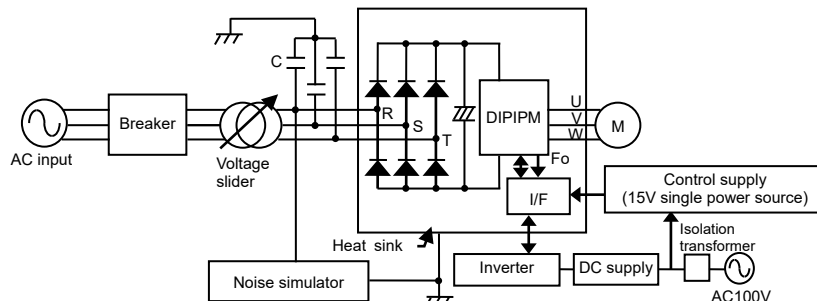 C
R
S
T
DIPIPM
U
V
W
M
Fo
Breaker
AC input
Voltage
slider
I/F
Control supply
(15V single power source)
Heat sink
Isolation
transformer
Noise simulator
Inverter
DC supply
AC100V